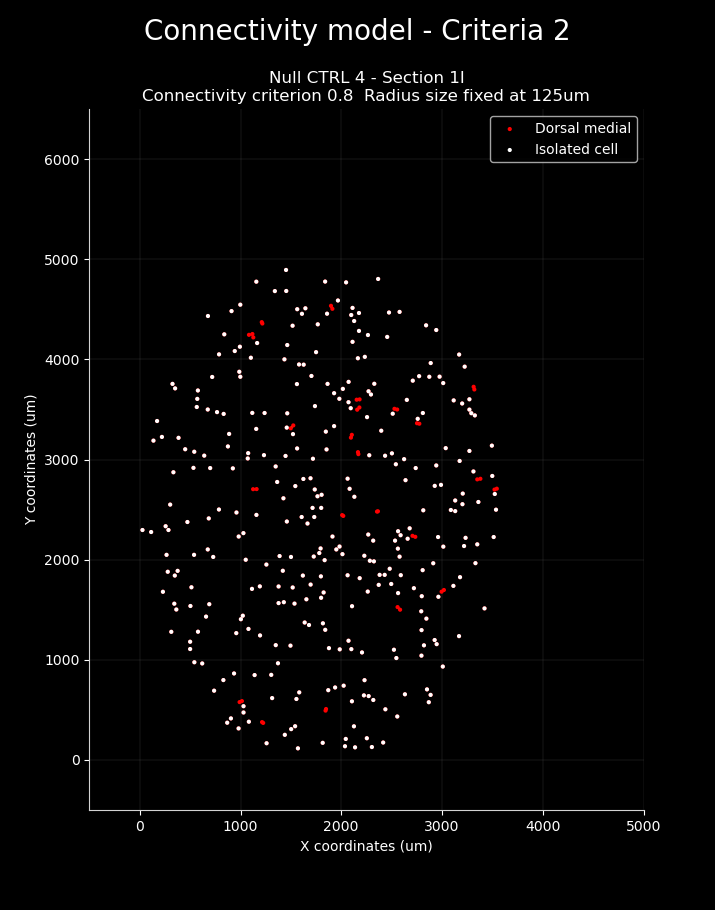 Connectivity model - Criteria 2
Null CTRL 4 - Section 1I
Connectivity criterion 0.8  Radius size fixed at 125um
Dorsal medial
Isolated cell
6000
5000
4000
3000
2000
1000
0
Y coordinates (um)
0 1000 2000 3000 4000 5000
X coordinates (um)